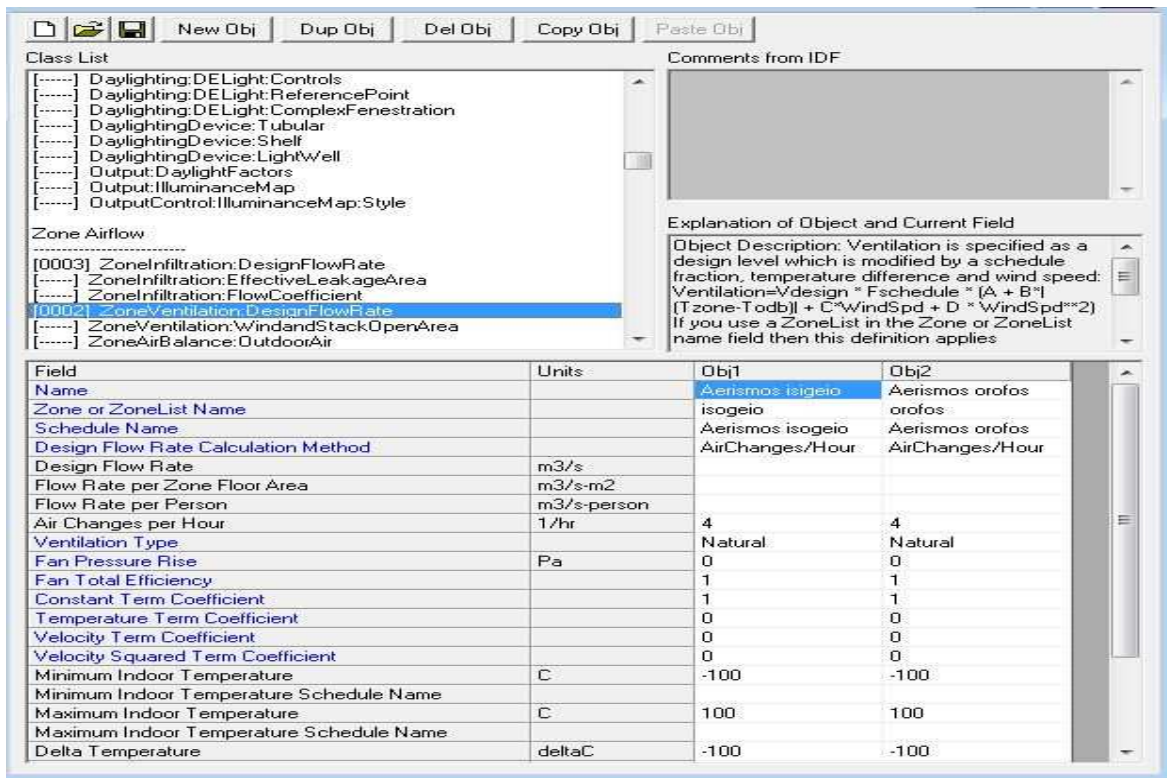 New Obj Dup Obj Del Obj Copy Obj Paste Obj
Class List
[------] Daylighting:DELight:Controls
[------] Daylighting:DELight:ReferencePoint
[------] Daylighting:DELight:ComplexFenestration
[------] DaylightingDevice:Tubular
[------] DaylightingDevice:Shelf
[------] DaylightingDevice:LightWell
[------] Output:DaylightFactors
[------] Output:IlluminanceMap
[------] OutputControl:IlluminanceMap:Style
Zone Airflow
-------------------------
[0003] ZoneInfiltration:DesignFlowRate
[------] ZoneInfiltration:EffectiveLeakageArea
[------] ZoneInfiltration:FlowCoefficient
[0002] ZoneVentilation:DesignFlowRate
[------] ZoneVentilation:WindandStackOpenArea
[------] ZoneAirBalance:OutdoorAir
Comments from IDF
Explanation of Object and Current Field
Object Description: Ventilation is specified as a
design level which is modified by a schedule
fraction, temperature difference and wind speed:
Ventilation=Vdesign * Fschedule * (A + B*|
(Tzone-Todb)| + C*WindSpd + D * WindSpd**2)
If you use a ZoneList in the Zone or ZoneList
name field then this definition applies
Field Units Obj1 Obj2
Name Aerismos isigeio Aerismos orofos
Zone or ZoneList Name isogeio orofos
Schedule Name Aerismos isogeio Aerismos orofos
Design Flow Rate Calculation Method AirChanges/Hour AirChanges/Hour
Design Flow Rate m3/s
Flow Rate per Zone Floor Area m3/s-m2
Flow Rate per Person m3/s-person
Air Changes per Hour 1/hr 4 4
Ventilation Type Natural Natural
Fan Pressure Rise Pa 0 0
Fan Total Efficiency 1 1
Constant Term Coefficient 1 1
Temperature Term Coefficient 0 0
Velocity Term Coefficient 0 0
Velocity Squared Term Coefficient 0 0
Minimum Indoor Temperature C -100 -100
Minimum Indoor Temperature Schedule Name
Maximum Indoor Temperature C 100 100
Maximum Indoor Temperature Schedule Name
Delta Temperature deltaC -100 -100